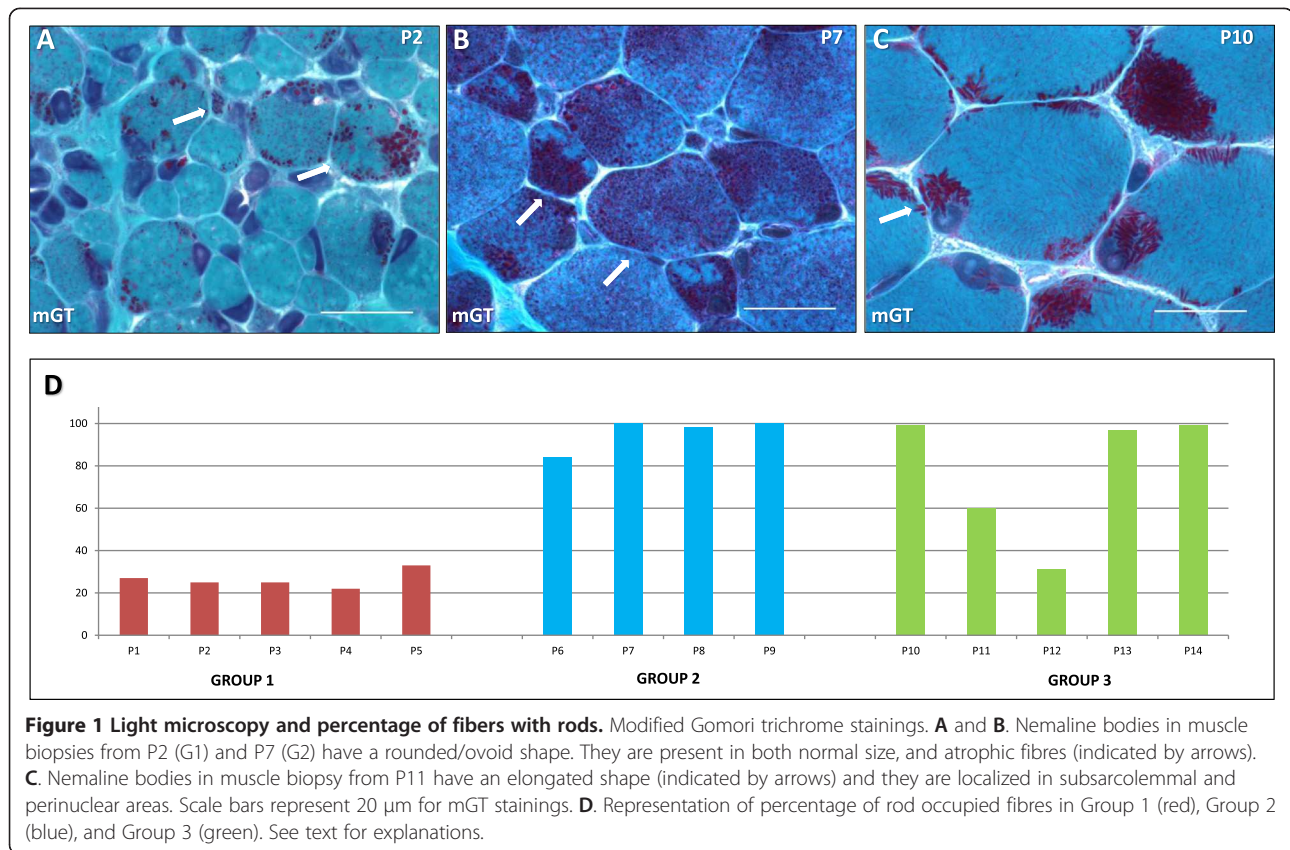 A P2
mGT
B P7
mGT
C P10
mGT
D
100
80
60
40
20
0
P1 P2 P3 P4 P5 P6 P7 P8 P9 P10 P11 P12 P13 P14
GROUP 1 GROUP 2 GROUP 3
Figure 1 Light microscopy and percentage of fibers with rods. Modified Gomori trichrome stainings. A and B. Nemaline bodies in muscle
biopsies from P2 (G1) and P7 (G2) have a rounded/ovoid shape. They are present in both normal size, and atrophic fibres (indicated by arrows).
C. Nemaline bodies in muscle biopsy from P11 have an elongated shape (indicated by arrows) and they are localized in subsarcolemmal and
perinuclear areas. Scale bars represent 20 μm for mGT stainings. D. Representation of percentage of rod occupied fibres in Group 1 (red), Group 2
(blue), and Group 3 (green). See text for explanations.